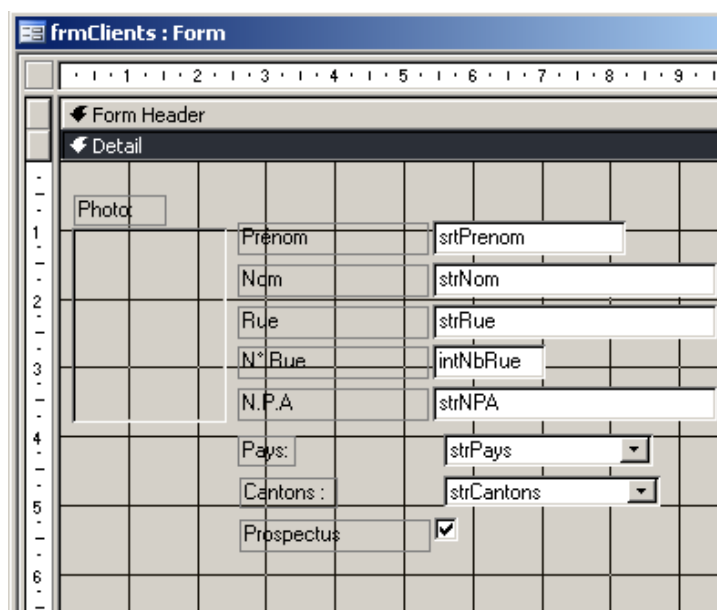 frmClients : Form
1 2 3 4 5 6 7 8 9
Form Header
Detail
Photo:
1
Prénom srtPrenom
Nom strNom
2
Rue strRue
3
N° Rue intNbRue
N.P.A strNPA
4
Pays: strPays
Cantons : strCantons
5
Prospectus
6